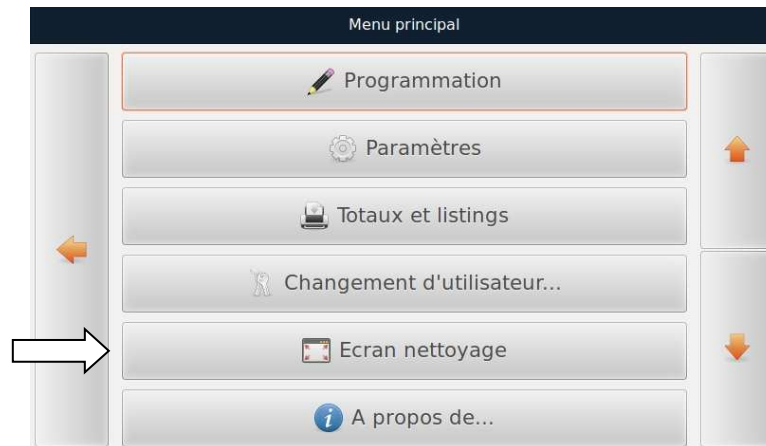 Menu principal
Programmation
Paramètres
Totaux et listings
Changement d'utilisateur...
Ecran nettoyage
A propos de...